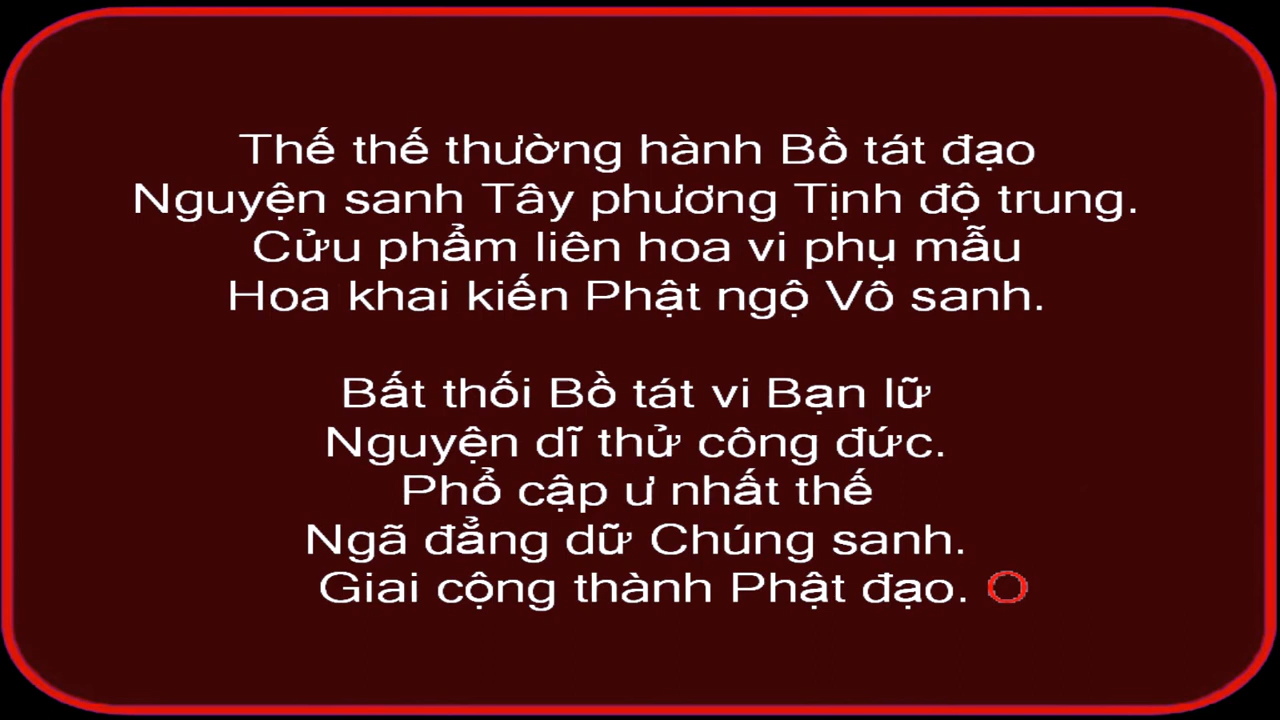 Thế thế thường hành Bồ tát đạo
Nguyện sanh Tây phương Tịnh độ trung.
Cửu phẩm liên hoa vi phụ mẫu
Hoa khai kiến Phật ngộ Vô sanh.
Bất thối Bồ tát vi Bạn lữ
Nguyện dĩ thử công đức.
Phổ cập ư nhất thế
Ngã đẳng dữ Chúng sanh.
Giai cộng thành Phật đạo.